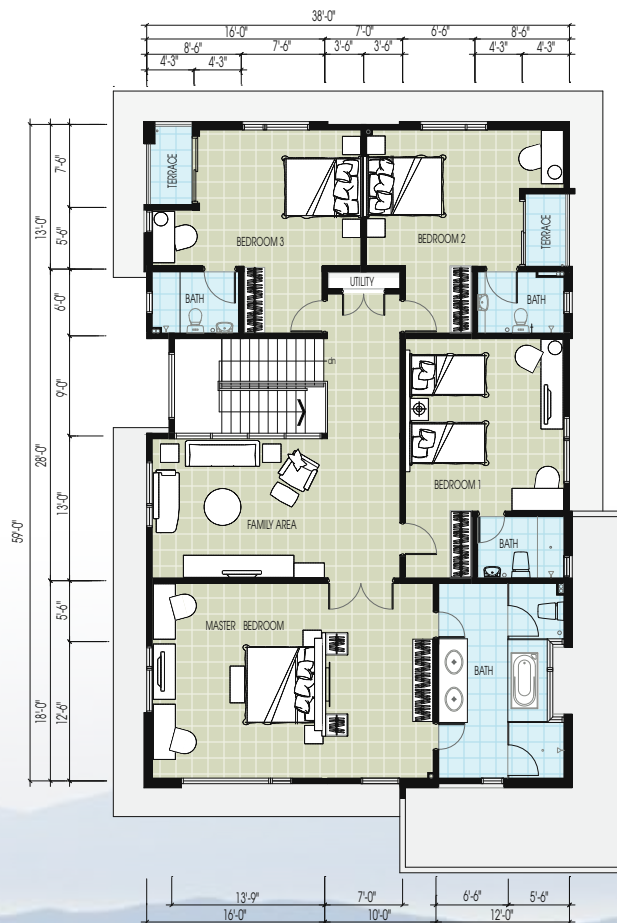 38'-0"
16'-0" 7'-0" 6'-6" 8'-6"
8'-6" 7'-6" 3'-6" 3'-6" 4'-3" 4'-3"
4'-3" 4'-3"
7'-6"
TERRACE
13'-0"
5'-6"
BEDROOM 3
BEDROOM 2
TERRACE
6'-0"
BATH
UTILITY
BATH
dn
9'-0"
28'-0"
BEDROOM 1
59'-0"
13'-0"
FAMILY AREA
BATH
5'-6"
MASTER BEDROOM
BATH
18'-0"
12'-6"
13'-9" 7'-0" 6'-6" 5'-6"
16'-0" 10'-0" 12'-0"